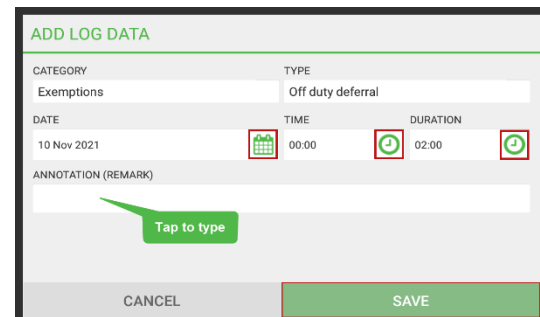 ADD LOG DATA
CATEGORY TYPE
Exemptions Off duty deferral
DATE TIME DURATION
10 Nov 2021 00:00 02:00
ANNOTATION (REMARK)
Tap to type
CANCEL SAVE